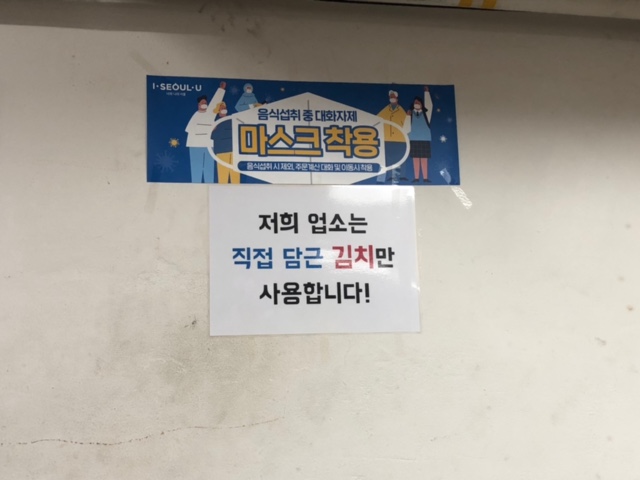 I·SEOUL·U
음식섭취 중 대화자제
마스크 착용
음식섭취 시 제외, 주문계산 대화 및 이동시 착용
저희 업소는
직접 담근 김치만
사용합니다!